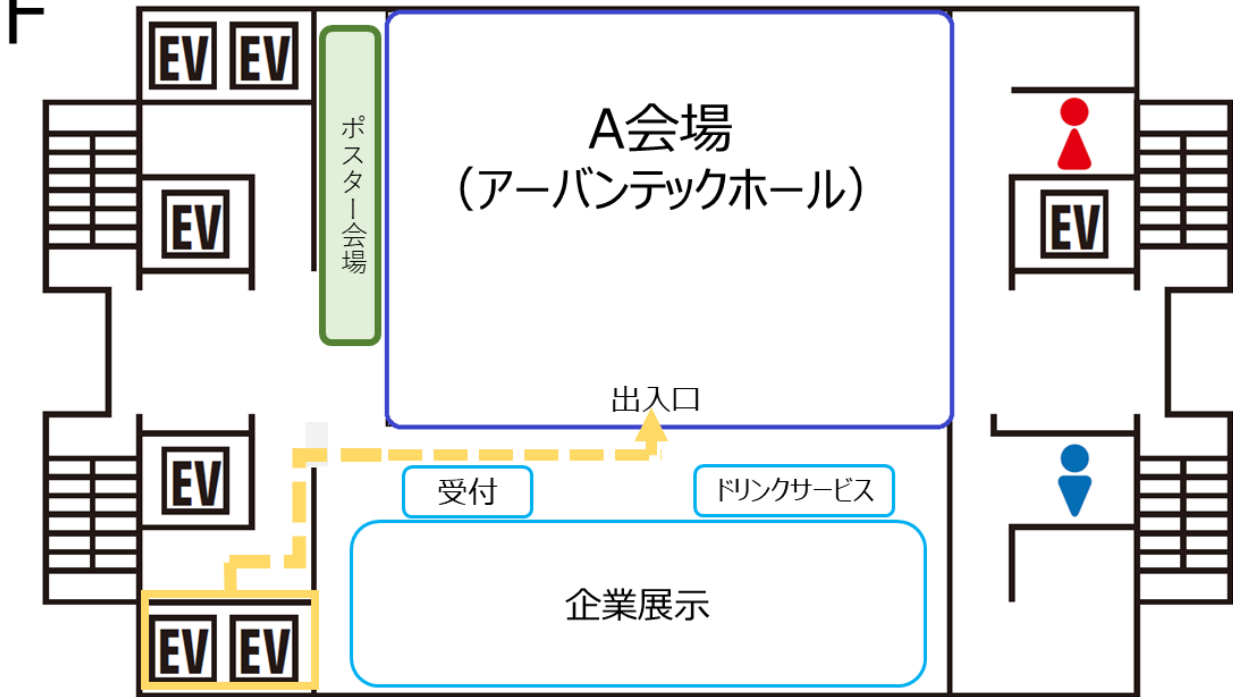 F
EV EV
ポスター会場
A会場
（アーバンテックホール）
EV
EV
出入口
EV
受付
ドリンクサービス
企業展示
EV EV